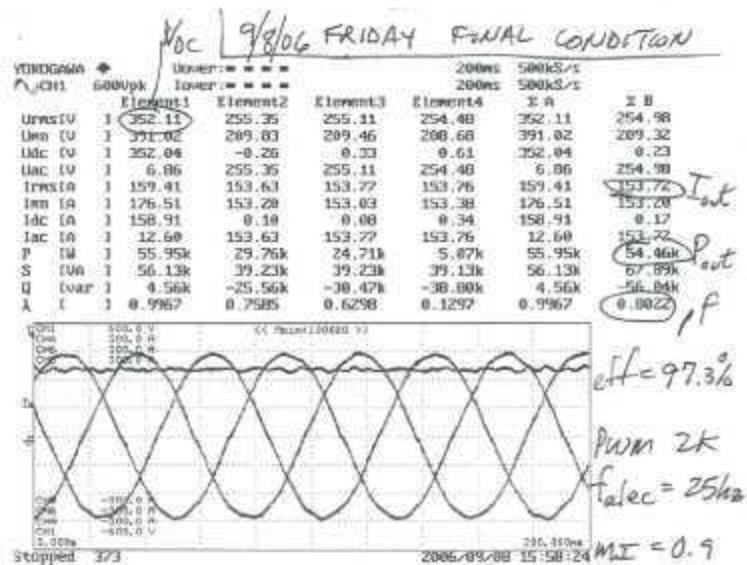 VDC 9/8/06 FRIDAY FINAL CONDITION
YOKOGAWA Uover: 200ms 500kS/s
CH1 600Vpk Iover: 200ms 500kS/s
Element1 Element2 Element3 Element4 Σ A Σ B
Urms[V ] 352.11 255.35 255.11 254.48 352.11 254.98
Umn [V ] 391.02 209.83 209.46 208.68 391.02 209.32
Udc [V ] 352.04 -0.26 0.33 0.61 352.04 0.23
Uac [V ] 6.86 255.35 255.11 254.48 6.86 254.98
Irms[A ] 159.41 153.63 153.77 153.76 159.41 153.72 Iout
Imn [A ] 176.51 153.20 153.03 153.38 176.51 153.20
Idc [A ] 158.91 0.10 0.08 0.34 158.91 0.17
Iac [A ] 12.60 153.63 153.77 153.76 12.60 153.72
P [W ] 55.95k 29.76k 24.71k 5.07k 55.95k 54.46k Pout
S [VA ] 56.13k 39.23k 39.23k 39.13k 56.13k 67.89k
Q [var ] 4.56k -25.56k -30.47k -38.80k 4.56k -56.04k
λ [ ] 0.9967 0.7585 0.6298 0.1297 0.9967 0.8022 pf
<< Main:100000 >>
eff = 97.3%
PWM 2K
felec = 25hz
Stopped 373 2006/09/08 15:58:24 MI = 0.9